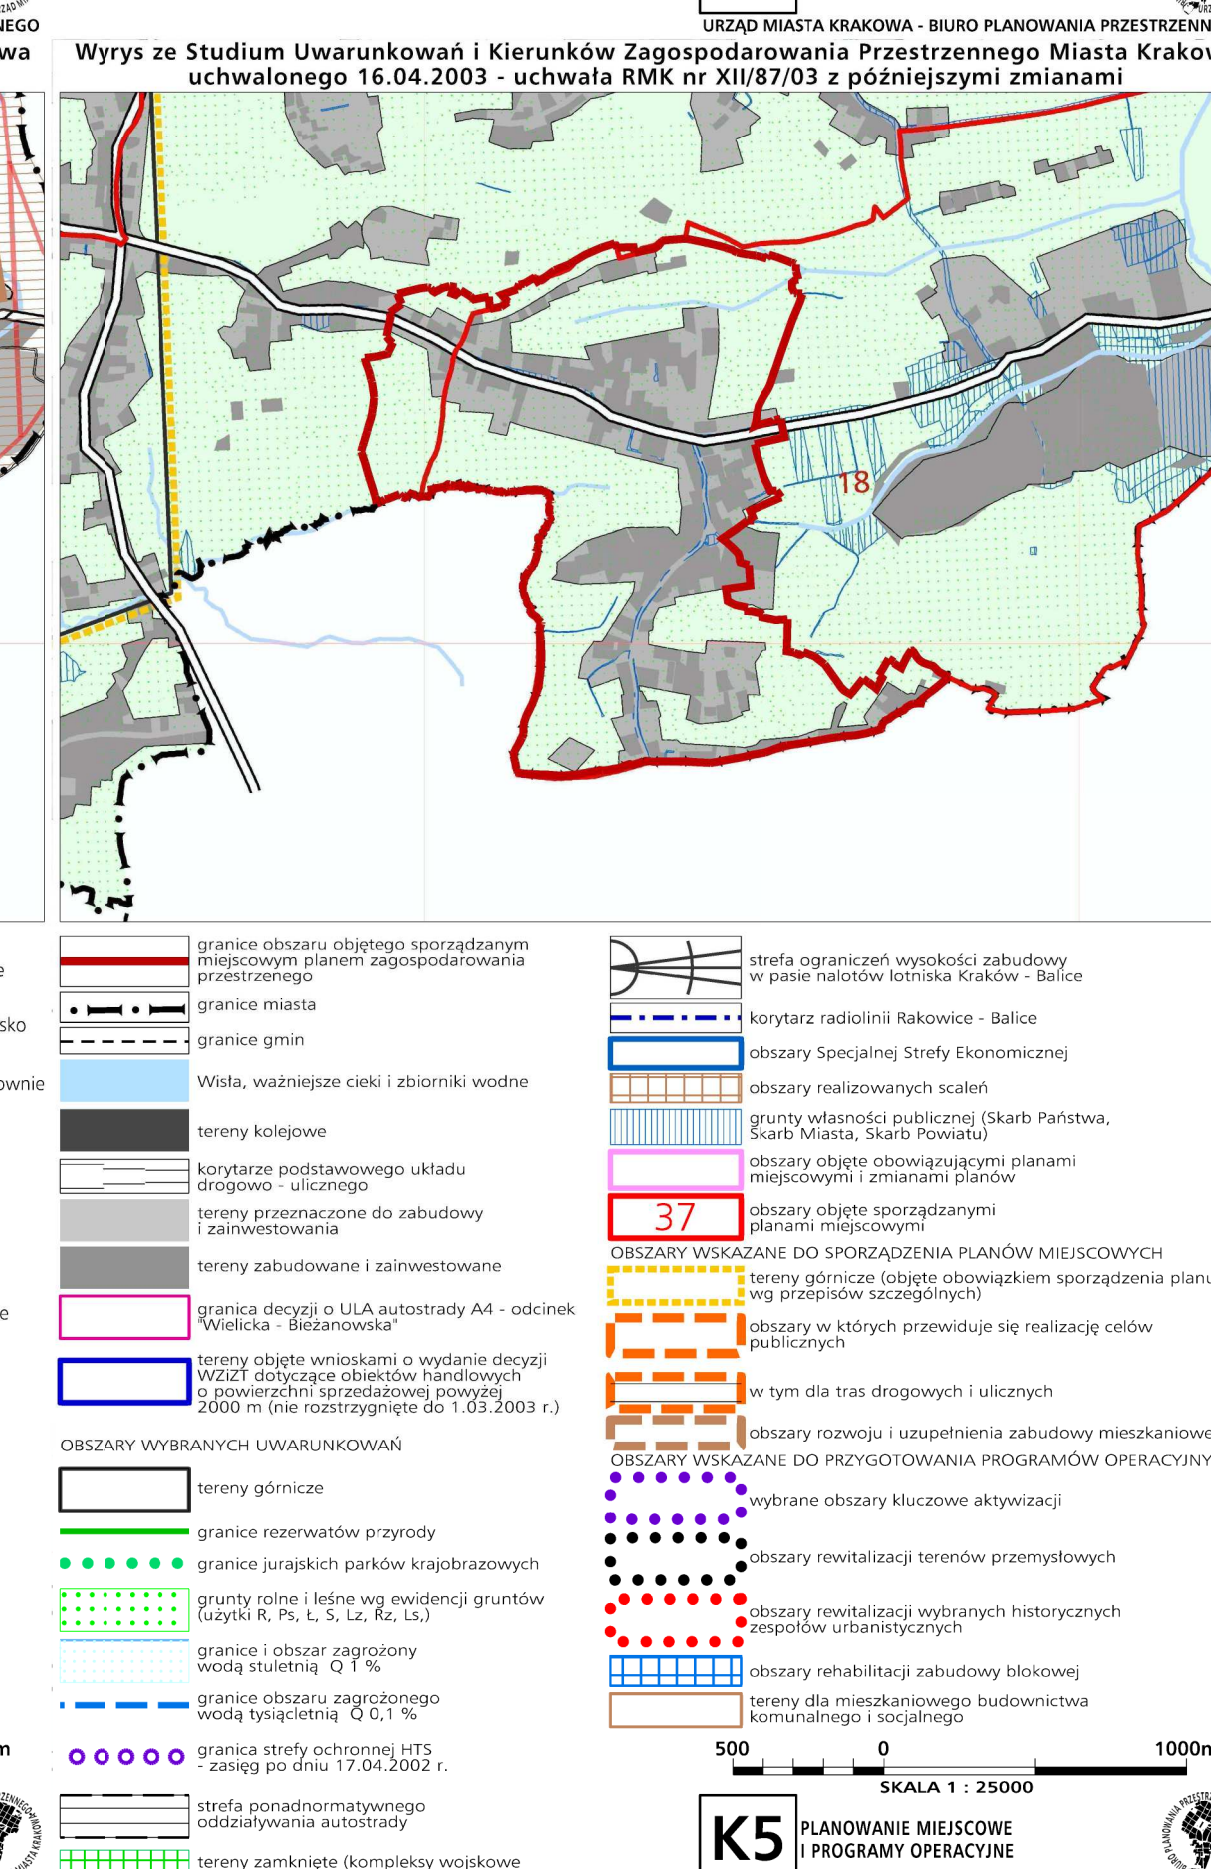 URZĄD MIASTA KRAKOWA - BIURO PLANOWANIA PRZESTRZENN
NEGO
wa
Wyrys ze Studium Uwarunkowań i Kierunków Zagospodarowania Przestrzennego Miasta Krakow
uchwalonego 16.04.2003 - uchwała RMK nr XII/87/03 z późniejszymi zmianami
18
granice obszaru objętego sporządzanym
miejscowym planem zagospodarowania
przestrzenego
granice miasta
granice gmin
Wisła, ważniejsze cieki i zbiorniki wodne
tereny kolejowe
korytarze podstawowego układu
drogowo - ulicznego
tereny przeznaczone do zabudowy
i zainwestowania
tereny zabudowane i zainwestowane
granica decyzji o ULA autostrady A4 - odcinek
"Wielicka - Bieżanowska"
tereny objęte wnioskami o wydanie decyzji
WZiZT dotyczące obiektów handlowych
o powierzchni sprzedażowej powyżej
2000 m (nie rozstrzygnięte do 1.03.2003 r.)
OBSZARY WYBRANYCH UWARUNKOWAŃ
tereny górnicze
granice rezerwatów przyrody
granice jurajskich parków krajobrazowych
grunty rolne i leśne wg ewidencji gruntów
(użytki R, Ps, Ł, S, Lz, Rz, Ls,)
granice i obszar zagrożony
wodą stuletnią Q 1 %
granice obszaru zagrożonego
wodą tysiącletnią Q 0,1 %
granica strefy ochronnej HTS
- zasięg po dniu 17.04.2002 r.
strefa ponadnormatywnego
oddziaływania autostrady
tereny zamknięte (kompleksy wojskowe
strefa ograniczeń wysokości zabudowy
w pasie nalotów lotniska Kraków - Balice
korytarz radiolinii Rakowice - Balice
obszary Specjalnej Strefy Ekonomicznej
obszary realizowanych scaleń
grunty własności publicznej (Skarb Państwa,
Skarb Miasta, Skarb Powiatu)
obszary objęte obowiązującymi planami
miejscowymi i zmianami planów
37
obszary objęte sporządzanymi
planami miejscowymi
OBSZARY WSKAZANE DO SPORZĄDZENIA PLANÓW MIEJSCOWYCH
tereny górnicze (objęte obowiązkiem sporządzenia planu
wg przepisów szczególnych)
obszary w których przewiduje się realizację celów
publicznych
w tym dla tras drogowych i ulicznych
obszary rozwoju i uzupełnienia zabudowy mieszkaniowe
OBSZARY WSKAZANE DO PRZYGOTOWANIA PROGRAMÓW OPERACYJNY
wybrane obszary kluczowe aktywizacji
obszary rewitalizacji terenów przemysłowych
obszary rewitalizacji wybranych historycznych
zespołów urbanistycznych
obszary rehabilitacji zabudowy blokowej
tereny dla mieszkaniowego budownictwa
komunalnego i socjalnego
500 0 1000m
SKALA 1 : 25000
K5
PLANOWANIE MIEJSCOWE
I PROGRAMY OPERACYJNE
e
sko
ownie
e
m